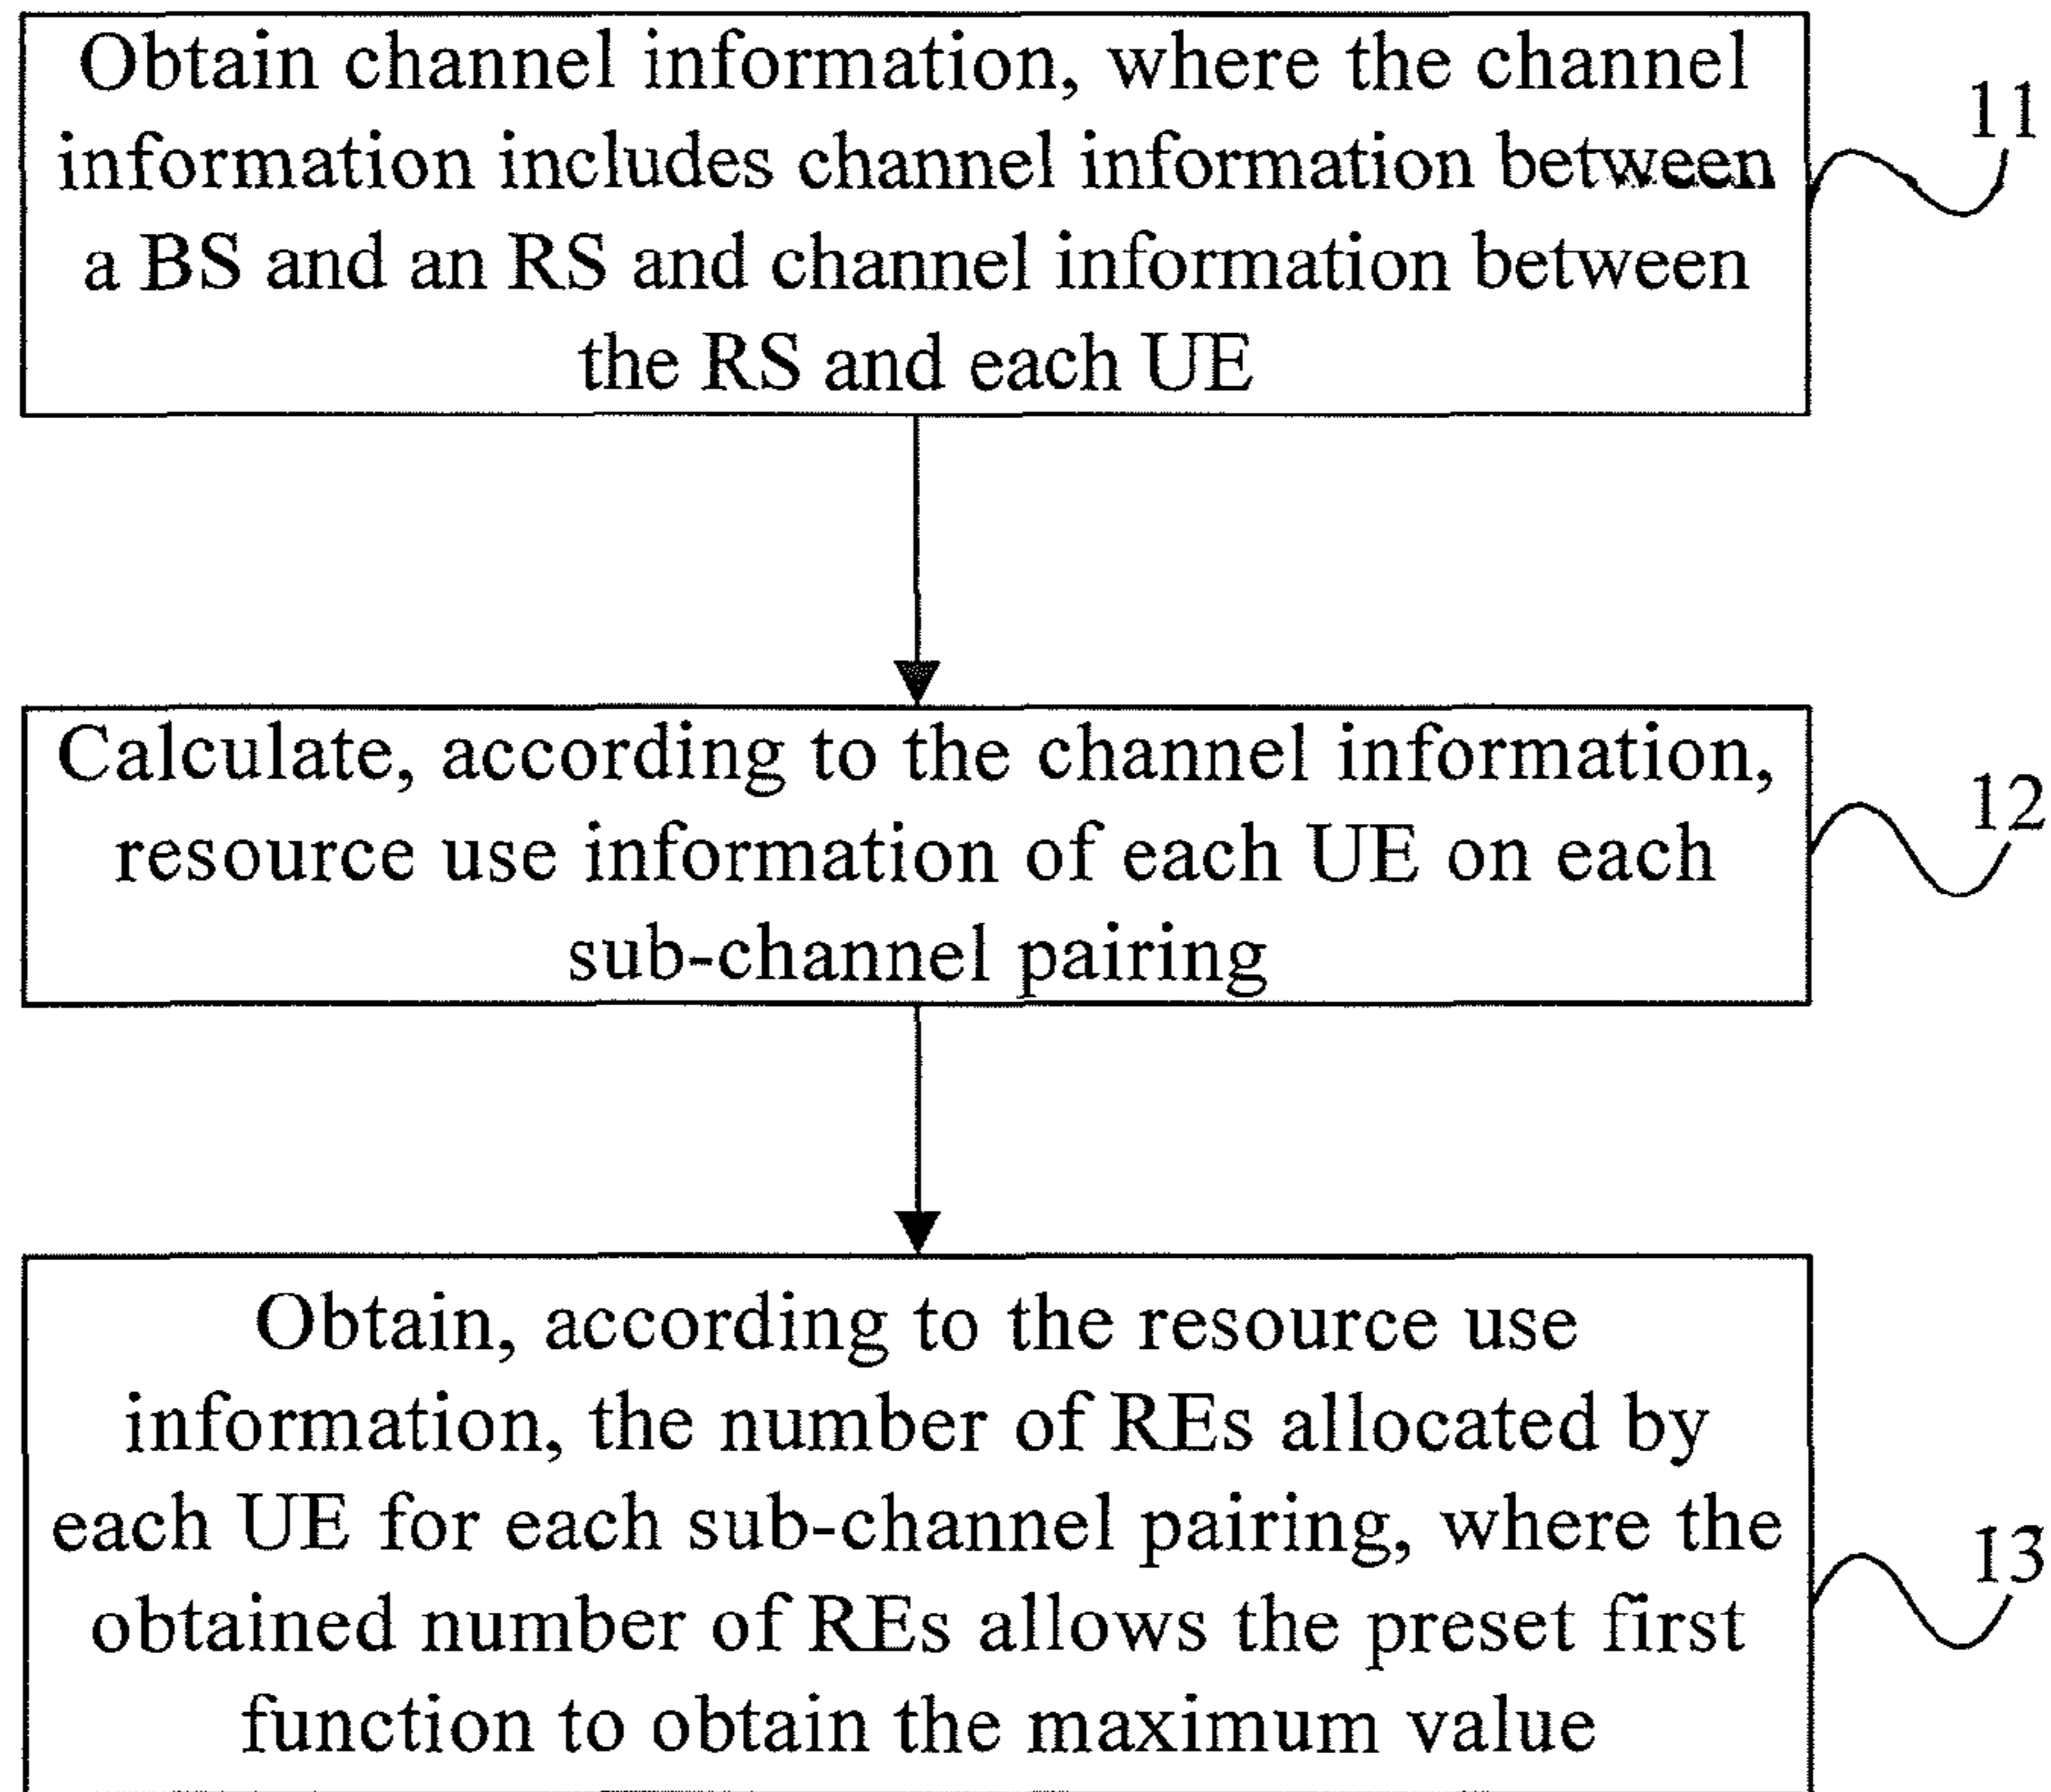 Obtain channel information, where the channel
information includes channel information between
a BS and an RS and channel information between
the RS and each UE
11
Calculate, according to the channel information,
resource use information of each UE on each
sub-channel pairing
12
Obtain, according to the resource use
information, the number of REs allocated by
each UE for each sub-channel pairing, where the
obtained number of REs allows the preset first
function to obtain the maximum value
13